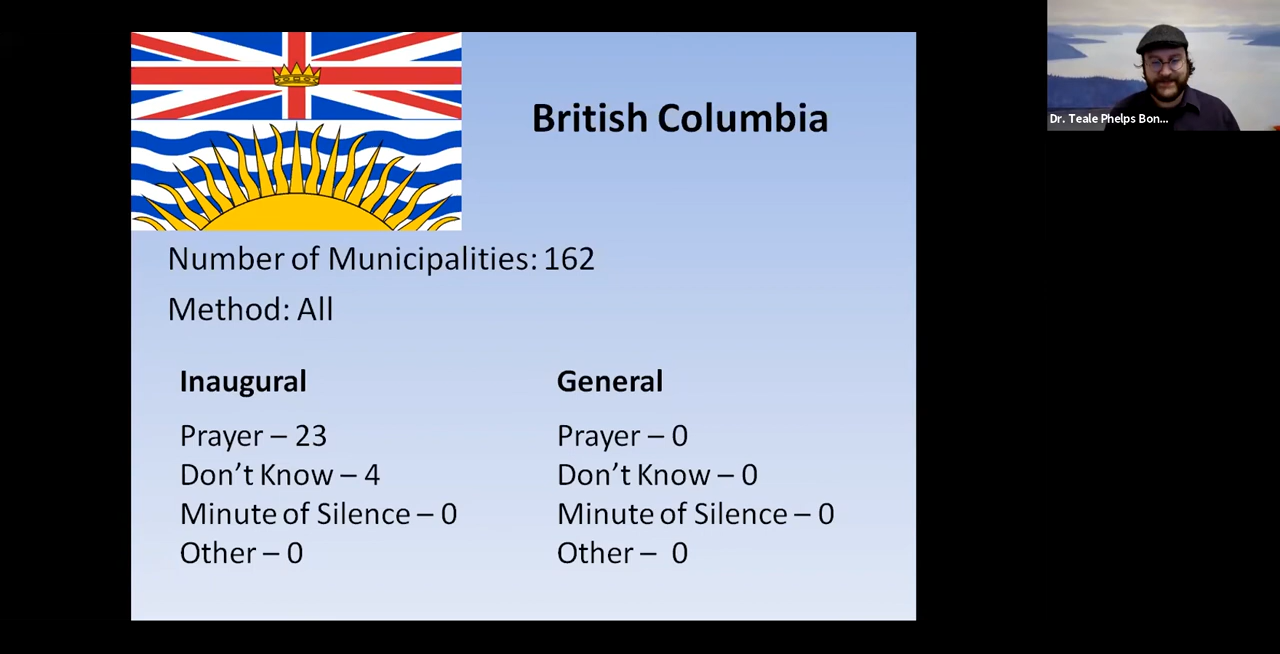 British Columbia
Number of Municipalities: 162
Method: All
Inaugural
Prayer – 23
Don't Know – 4
Minute of Silence – 0
Other – 0
General
Prayer – 0
Don't Know – 0
Minute of Silence – 0
Other –  0
Dr. Teale Phelps Bon...